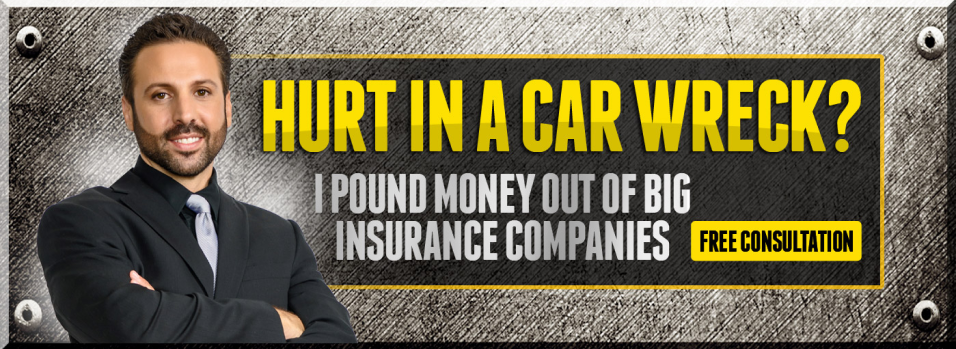 HURT IN A CAR WRECK?
I POUND MONEY OUT OF BIG
INSURANCE COMPANIES
FREE CONSULTATION